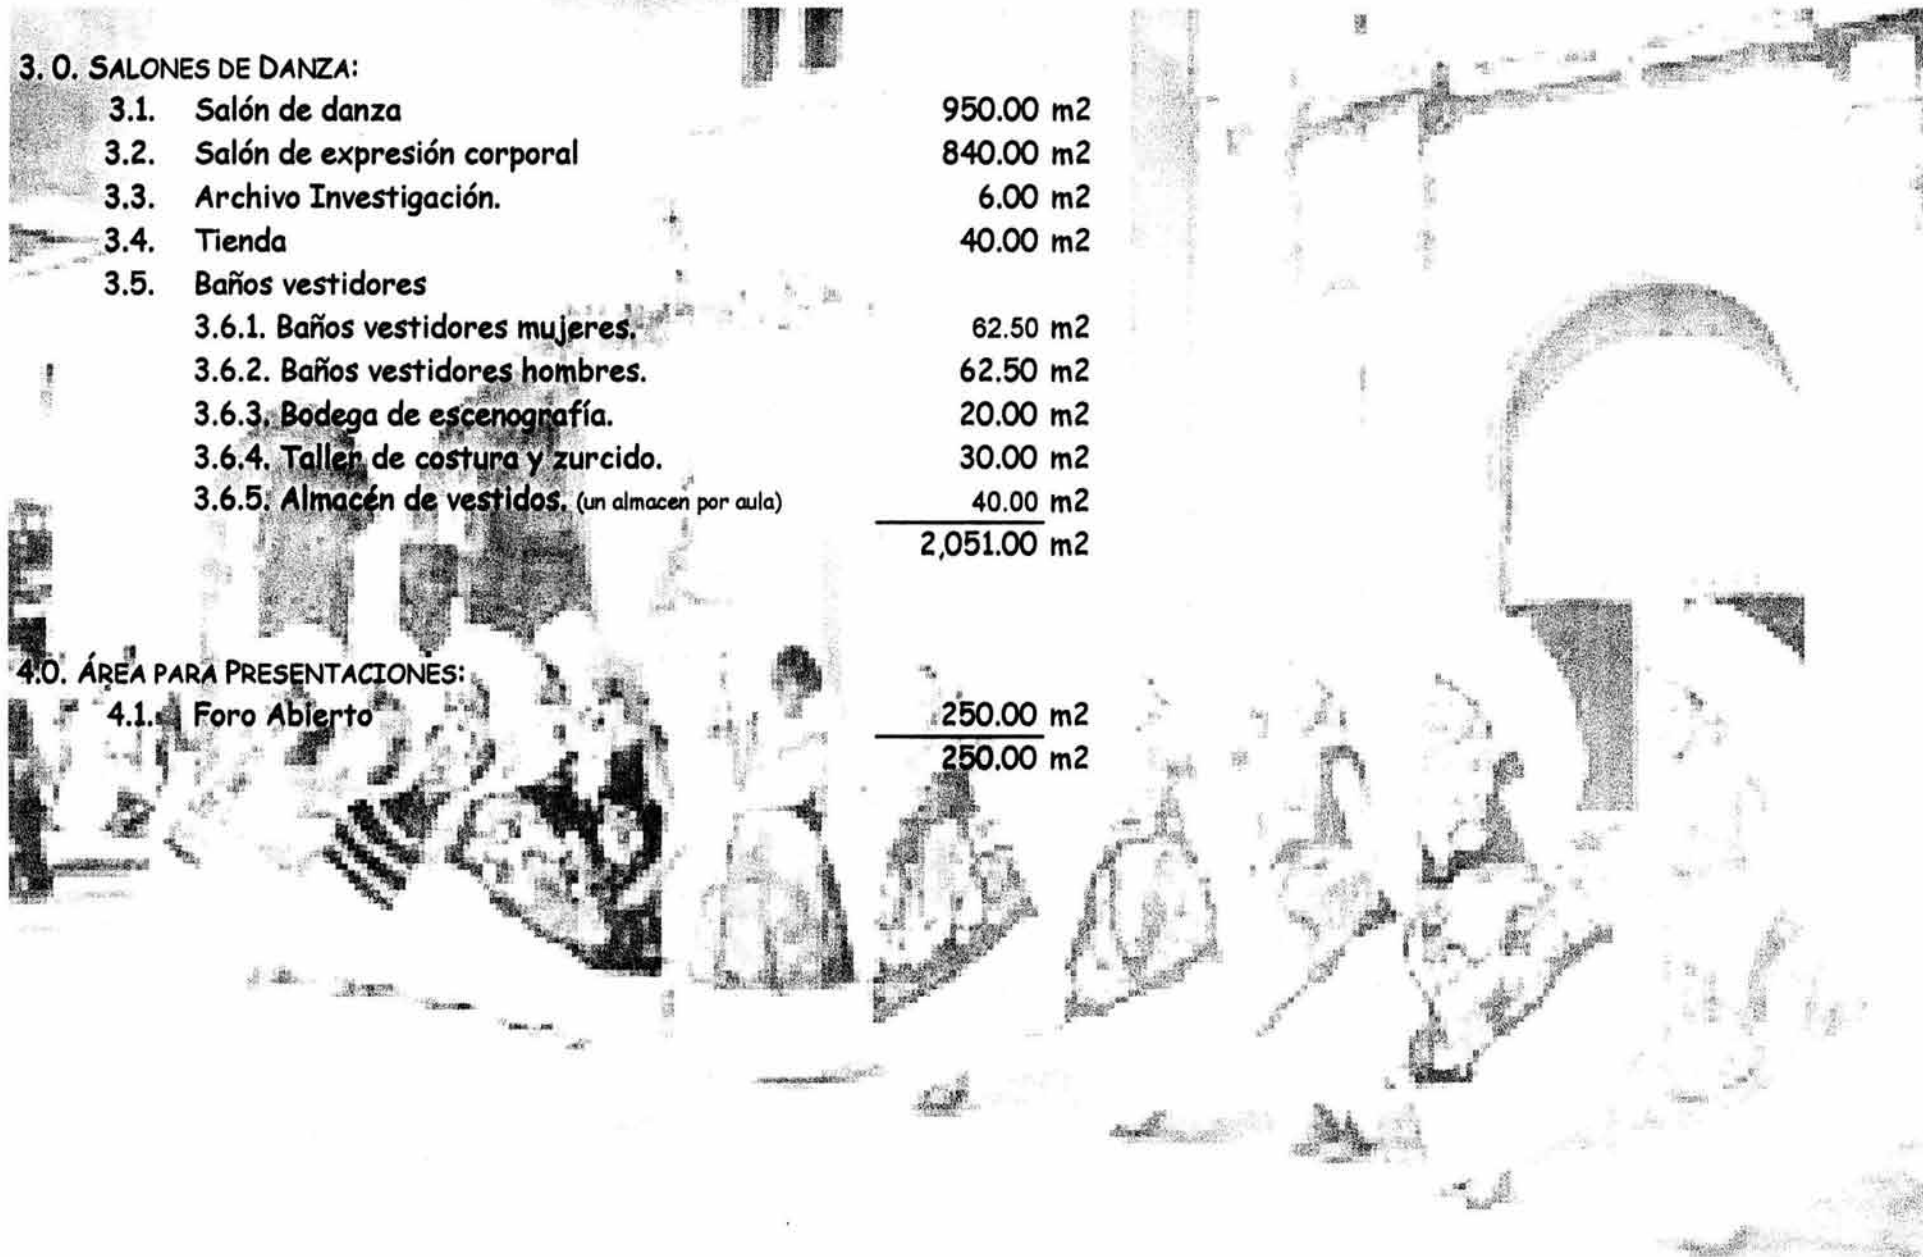 3. 0. SALONES DE DANZA:
3.1. Salón de danza 950.00 m2
3.2. Salón de expresión corporal 840.00 m2
3.3. Archivo Investigación. 6.00 m2
3.4. Tienda 40.00 m2
3.5. Baños vestidores
3.6.1. Baños vestidores mujeres. 62.50 m2
3.6.2. Baños vestidores hombres. 62.50 m2
3.6.3. Bodega de escenografía. 20.00 m2
3.6.4. Taller de costura y zurcido. 30.00 m2
3.6.5. Almacén de vestidos. (un almacen por aula) 40.00 m2
2,051.00 m2
4.0. ÁREA PARA PRESENTACIONES:
4.1. Foro Abierto 250.00 m2
250.00 m2